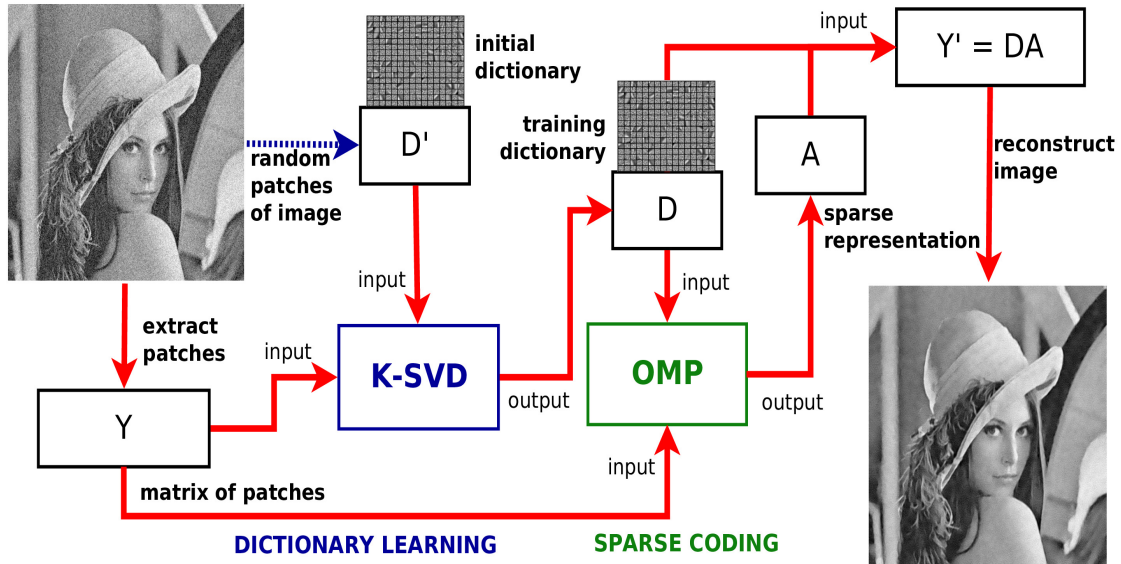 input
initial
dictionary
Y' = DA
training
dictionary
D'
random
patches
of image
A
reconstruct
image
D
sparse
representation
input
input
extract
patches
input
K-SVD
OMP
output
output
Y
input
matrix of patches
DICTIONARY LEARNING
SPARSE CODING